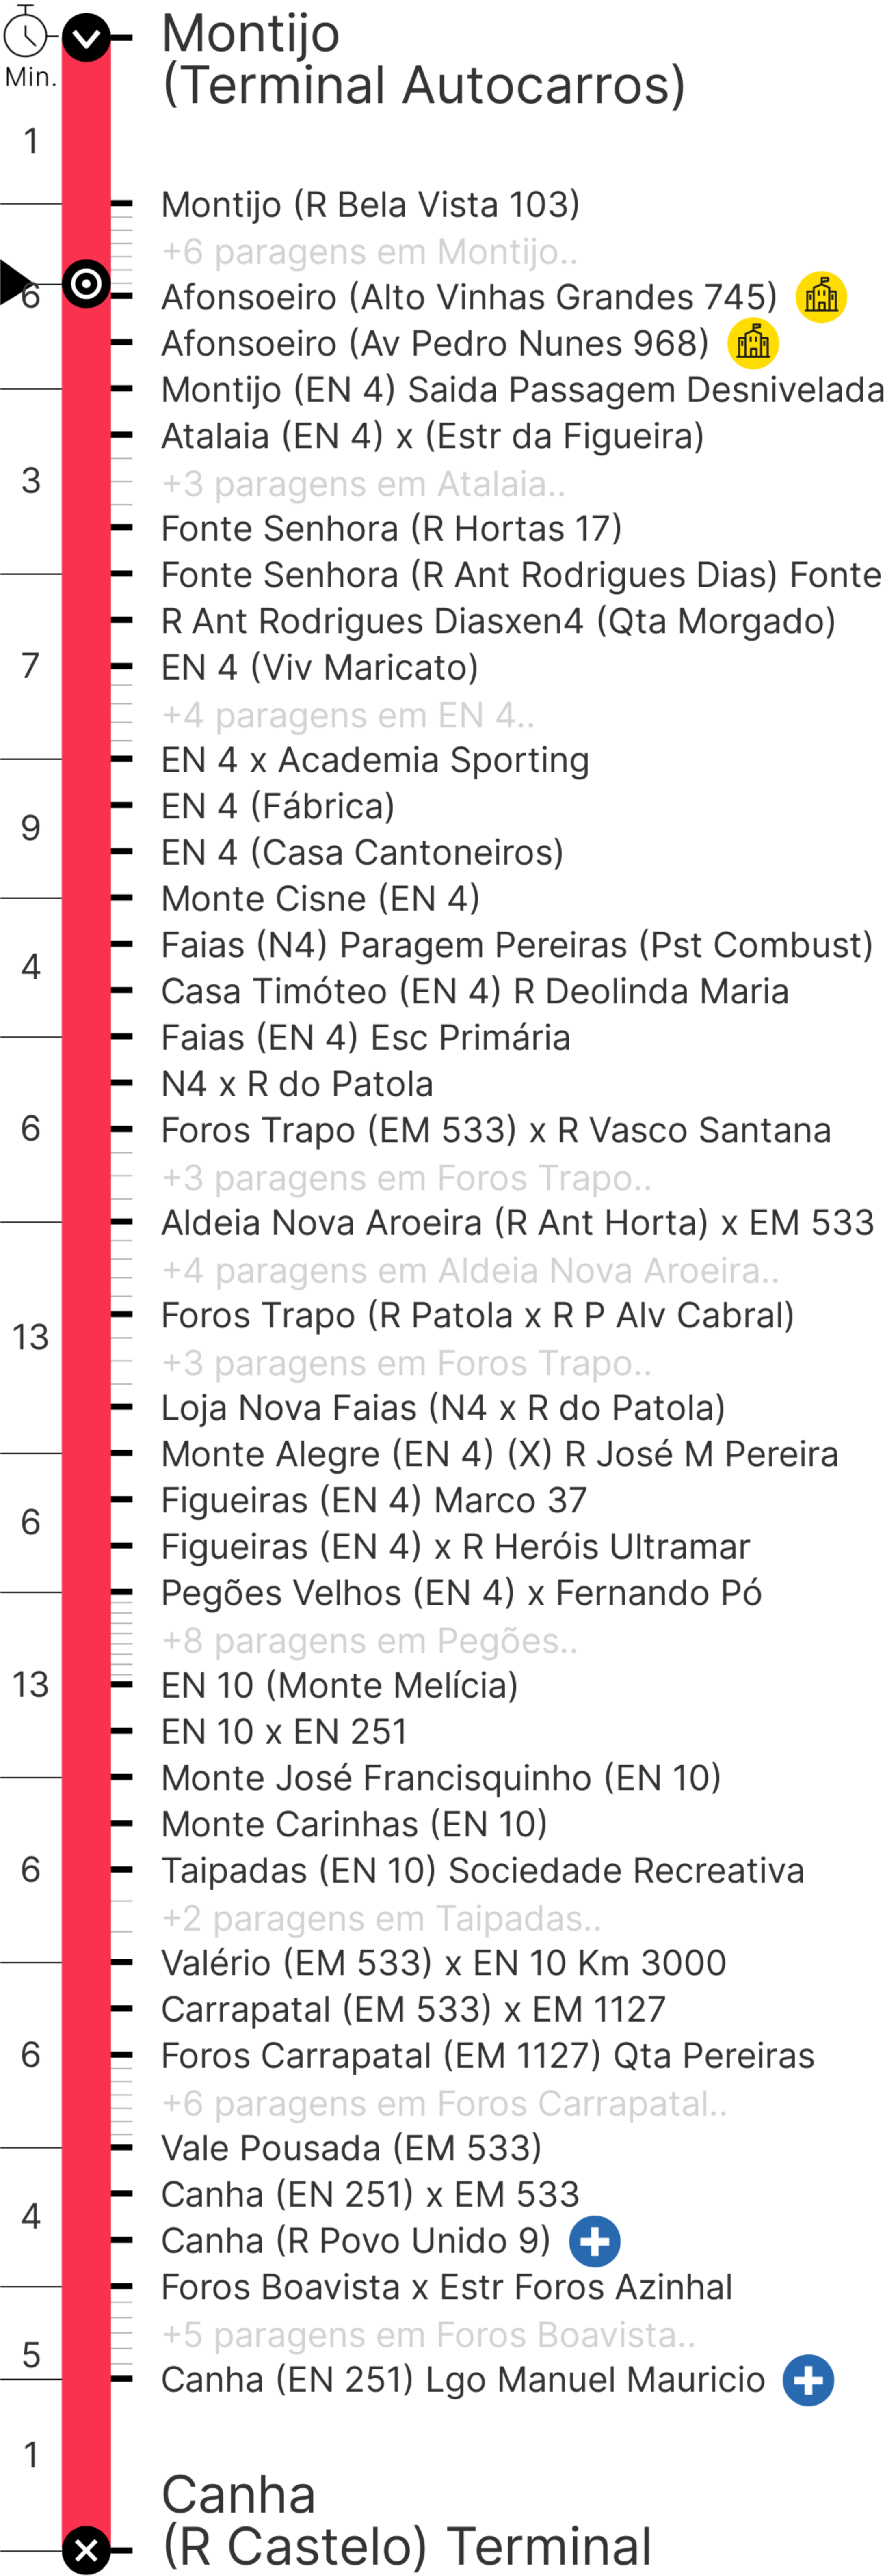 Montijo
(Terminal Autocarros)
Min.
1
Montijo (R Bela Vista 103)
+6 paragens em Montijo..
6
Afonsoeiro (Alto Vinhas Grandes 745)
Afonsoeiro (Av Pedro Nunes 968)
Montijo (EN 4) Saida Passagem Desnivelada
Atalaia (EN 4) x (Estr da Figueira)
3
+3 paragens em Atalaia..
Fonte Senhora (R Hortas 17)
Fonte Senhora (R Ant Rodrigues Dias) Fonte
R Ant Rodrigues Diasxen4 (Qta Morgado)
7
EN 4 (Viv Maricato)
+4 paragens em EN 4..
EN 4 x Academia Sporting
EN 4 (Fábrica)
9
EN 4 (Casa Cantoneiros)
Monte Cisne (EN 4)
Faias (N4) Paragem Pereiras (Pst Combust)
4
Casa Timóteo (EN 4) R Deolinda Maria
Faias (EN 4) Esc Primária
N4 x R do Patola
6
Foros Trapo (EM 533) x R Vasco Santana
+3 paragens em Foros Trapo..
Aldeia Nova Aroeira (R Ant Horta) x EM 533
+4 paragens em Aldeia Nova Aroeira..
Foros Trapo (R Patola x R P Alv Cabral)
13
+3 paragens em Foros Trapo..
Loja Nova Faias (N4 x R do Patola)
Monte Alegre (EN 4) (X) R José M Pereira
Figueiras (EN 4) Marco 37
6
Figueiras (EN 4) x R Heróis Ultramar
Pegões Velhos (EN 4) x Fernando Pó
+8 paragens em Pegões..
13
EN 10 (Monte Melícia)
EN 10 x EN 251
Monte José Francisquinho (EN 10)
Monte Carinhas (EN 10)
6
Taipadas (EN 10) Sociedade Recreativa
+2 paragens em Taipadas..
Valério (EM 533) x EN 10 Km 3000
Carrapatal (EM 533) x EM 1127
6
Foros Carrapatal (EM 1127) Qta Pereiras
+6 paragens em Foros Carrapatal..
Vale Pousada (EM 533)
Canha (EN 251) x EM 533
4
Canha (R Povo Unido 9)
Foros Boavista x Estr Foros Azinhal
+5 paragens em Foros Boavista..
5
Canha (EN 251) Lgo Manuel Mauricio
1
Canha
(R Castelo) Terminal